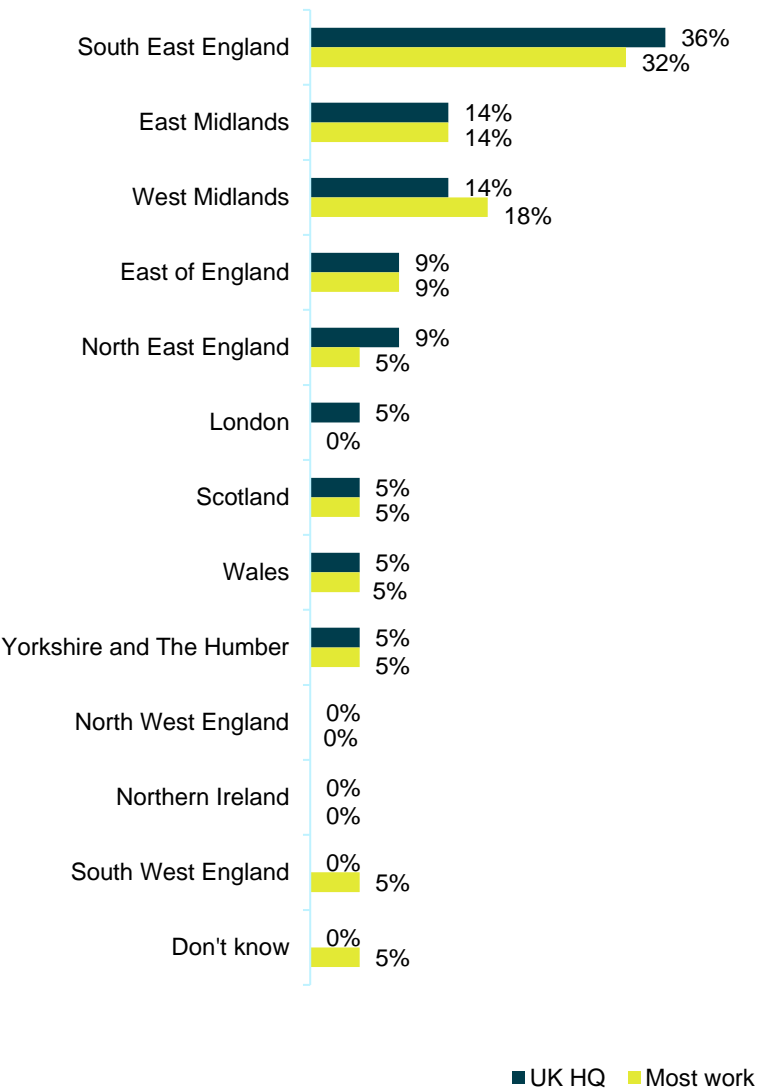 South East England
36%
32%
East Midlands
14%
14%
West Midlands
14%
18%
East of England
9%
9%
North East England
9%
5%
London
5%
0%
Scotland
5%
5%
Wales
5%
5%
Yorkshire and The Humber
5%
5%
North West England
0%
0%
Northern Ireland
0%
0%
South West England
0%
5%
Don't know
0%
5%
UK HQ
Most work